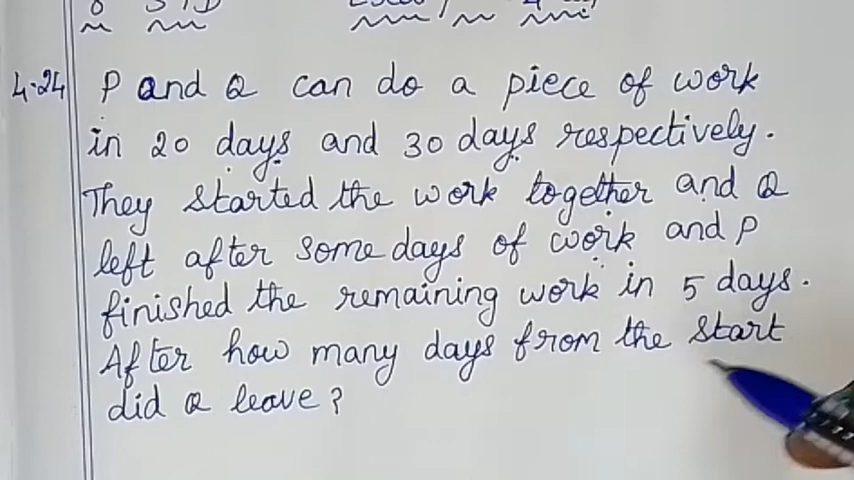 4.24 P and Q can do a piece of work
in 20 days and 30 days respectively.
They started the work together and Q
left after some days of work and P
finished the remaining work in 5 days.
After how many days from the start
did Q leave?